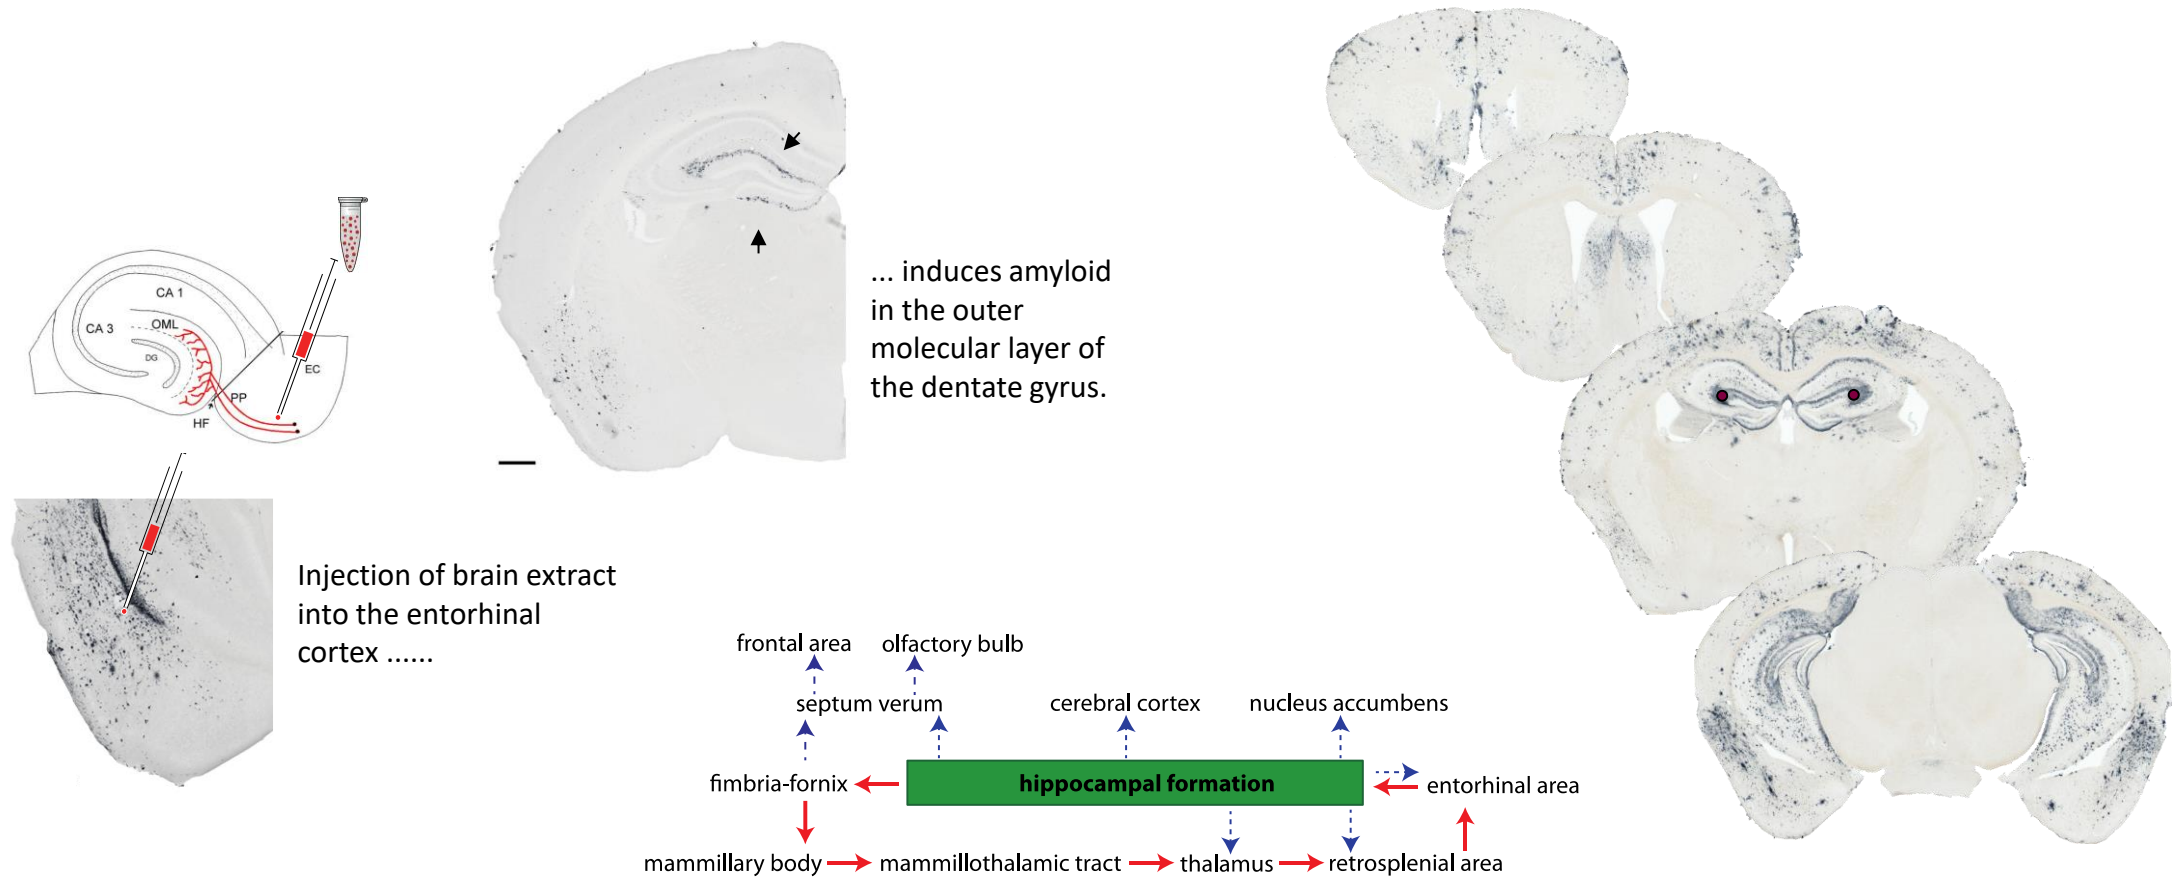 CA 1
CA 3
OML
DG
EC
PP
HF
Injection of brain extract
into the entorhinal
cortex ......
... induces amyloid
in the outer
molecular layer of
the dentate gyrus.
frontal area
olfactory bulb
septum verum
cerebral cortex
nucleus accumbens
fimbria-fornix
hippocampal formation
entorhinal area
mammillary body
mammillothalamic tract
thalamus
retrosplenial area